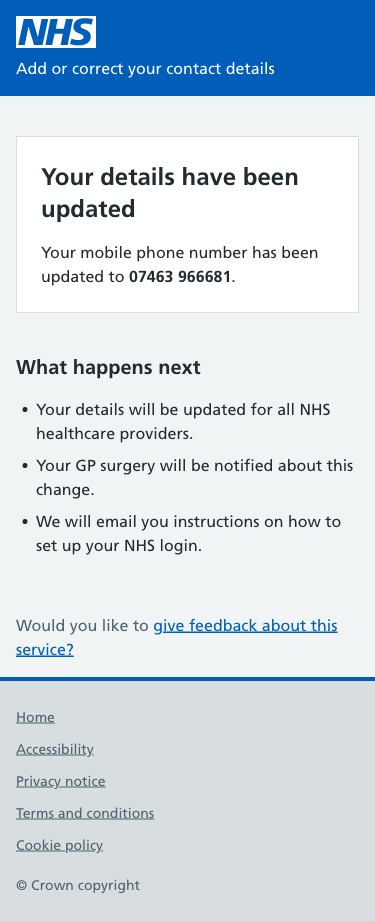 NHS
Add or correct your contact details
Your details have been
updated
Your mobile phone number has been
updated to 07463 966681.
What happens next
• Your details will be updated for all NHS
healthcare providers.
• Your GP surgery will be notified about this
change.
• We will email you instructions on how to
set up your NHS login.
Would you like to give feedback about this
service?
Home
Accessibility
Privacy notice
Terms and conditions
Cookie policy
© Crown copyright